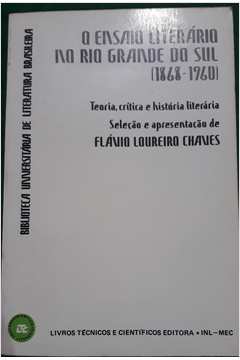 O ENSAIO LITERÁRIO
NO RIO GRANDE DO SUL
(1868-1960)
Teoria, crítica e história literária
Seleção e apresentação de
FLÁVIO LOUREIRO CHAVES
BIBLIOTECA UNIVERSITÁRIA DE LITERATURA BRASILEIRA
LIVROS TÉCNICOS E CIENTÍFICOS EDITORA • INL-MEC